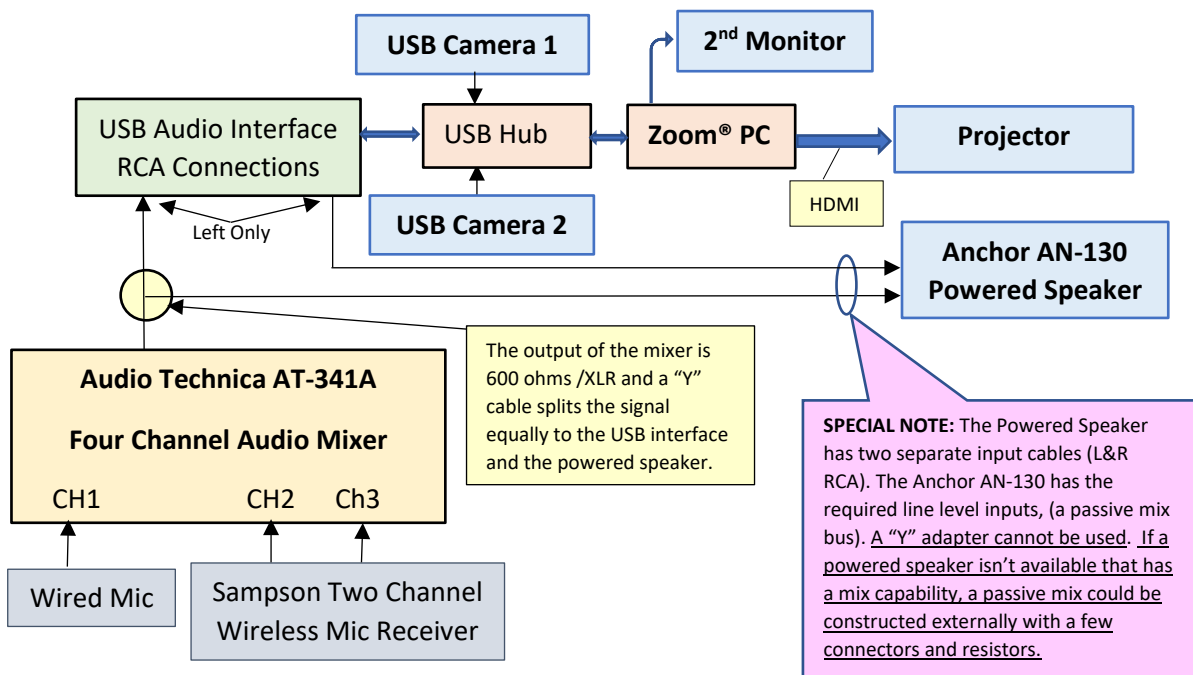 USB Camera 1
2nd Monitor
USB Audio Interface
RCA Connections
USB Hub
Zoom® PC
Projector
HDMI
Left Only
USB Camera 2
Anchor AN-130
Powered Speaker
The output of the mixer is
600 ohms /XLR and a “Y”
cable splits the signal
equally to the USB interface
and the powered speaker.
Audio Technica AT-341A
Four Channel Audio Mixer
CH1
CH2
Ch3
Wired Mic
Sampson Two Channel
Wireless Mic Receiver
SPECIAL NOTE: The Powered Speaker
has two separate input cables (L&R
RCA). The Anchor AN-130 has the
required line level inputs, (a passive mix
bus). A “Y” adapter cannot be used. If a
powered speaker isn’t available that has
a mix capability, a passive mix could be
constructed externally with a few
connectors and resistors.